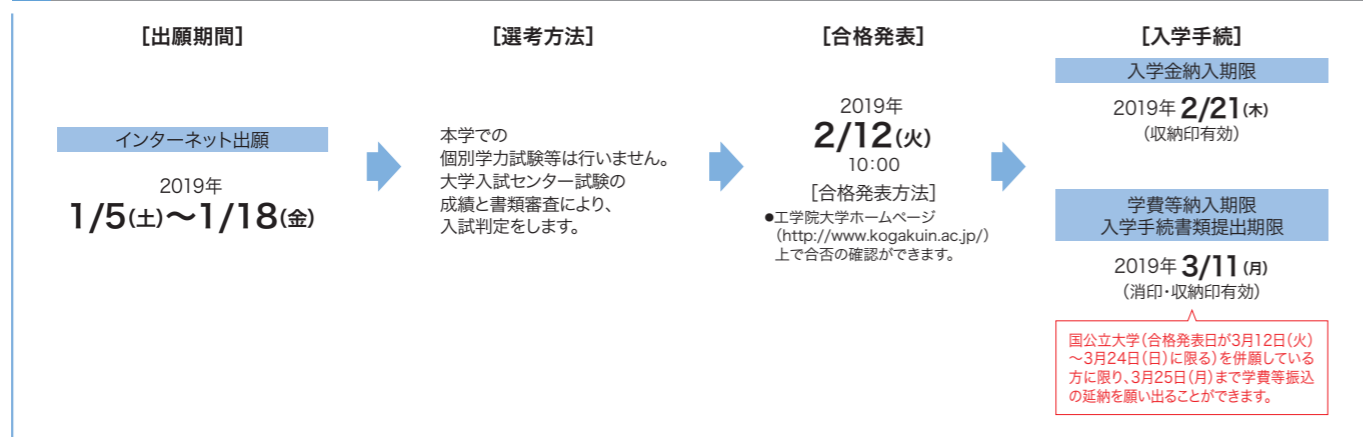 [出願期間]
インターネット出願
2019年
1/5(土)〜1/18(金)
[選考方法]
本学での
個別学力試験等は行いません。
大学入試センター試験の
成績と書類審査により、
入試判定をします。
[合格発表]
2019年
2/12(火)
10:00
[合格発表方法]
●工学院大学ホームページ
(http://www.kogakuin.ac.jp/)
上で合否の確認ができます。
[入学手続]
入学金納入期限
2019年 2/21(木)
(収納印有効)
学費等納入期限
入学手続書類提出期限
2019年 3/11(月)
(消印・収納印有効)
国公立大学(合格発表日が3月12日(火)
〜3月24日(日)に限る)を併願している
方に限り、3月25日(月)まで学費等振込
の延納を願い出ることができます。